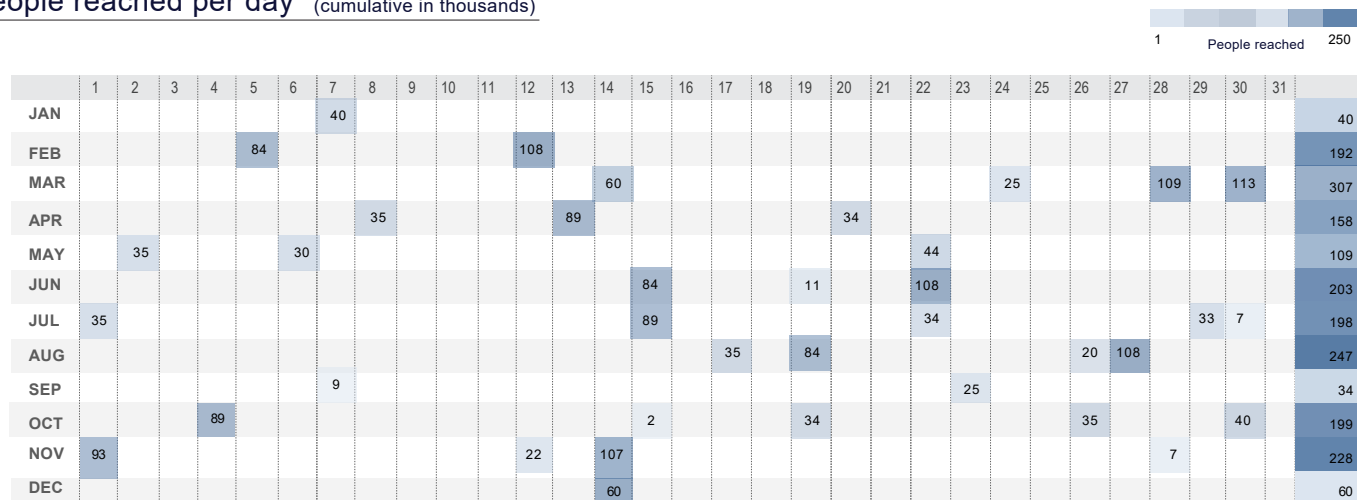 eople reached per day (cumulative in thousands)
1 People reached 250
1 2 3 4 5 6 7 8 9 10 11 12 13 14 15 16 17 18 19 20 21 22 23 24 25 26 27 28 29 30 31
JAN 40 40
FEB 84 108 192
MAR 60 25 109 113 307
APR 35 89 34 158
MAY 35 30 44 109
JUN 84 11 108 203
JUL 35 89 34 33 7 198
AUG 35 84 20 108 247
SEP 9 25 34
OCT 89 2 34 35 40 199
NOV 93 22 107 7 228
DEC 60 60